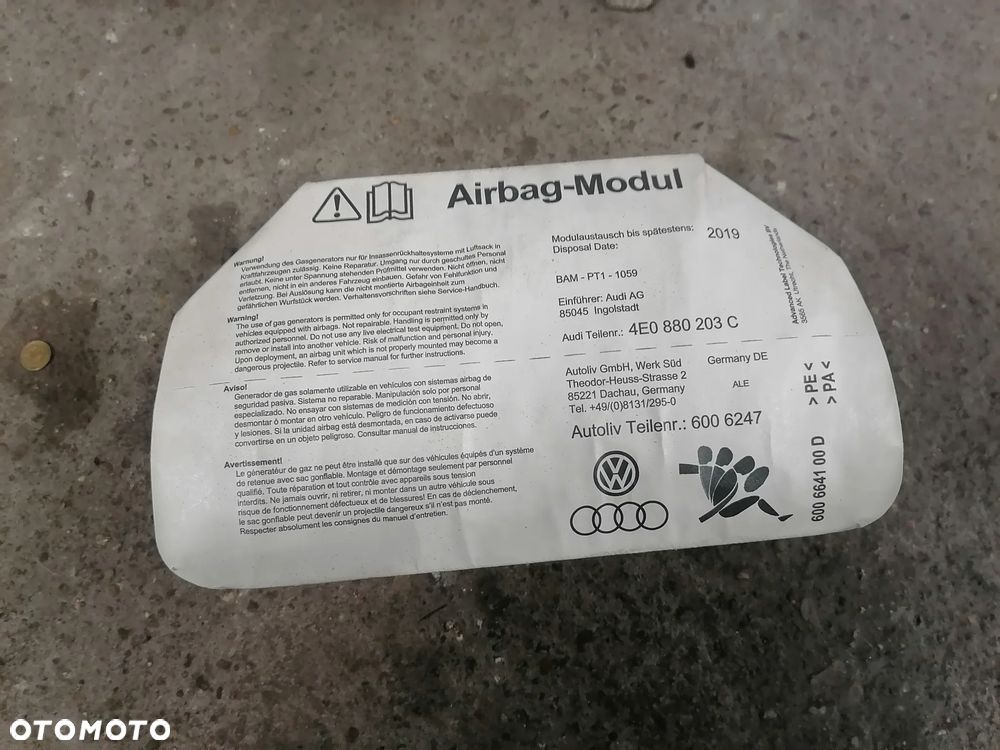 Airbag-Modul
Warnung!
Verwendung des Gasgenerators nur für Insassenrückhaltesysteme mit Luftsack in
Kraftfahrzeugen zulässig. Keine Reparatur. Umgang nur durch geschultes Personal
erlaubt. Keine unter Spannung stehenden Prüfmittel verwenden. Nicht öffnen, nicht
entfernen, nicht in ein anderes Fahrzeug einbauen. Gefahr von Fehlfunktion und
Verletzung. Bei Auslösung kann die nicht montierte Airbageinheit zum
gefährlichen Wurfstück werden. Verhaltensvorschriften siehe Service-Handbuch.
Warning!
The use of gas generators is permitted only for occupant restraint systems in
vehicles equipped with airbags. Not repairable. Handling is permitted only by
authorized personnel. Do not use any live electrical test equipment. Do not open,
remove or install into another vehicle. Risk of malfunction and personal injury.
Upon deployment, an airbag unit which is not properly mounted may become a
dangerous projectile. Refer to service manual for further instructions.
Aviso!
Generador de gas solamente utilizable en vehículos con sistemas airbag de
seguridad pasiva. Sistema no reparable. Manipulación solo por personal
especializado. No ensayar con sistemas de medición con tensión. No abrir,
desmontar ó montar en otro vehículo. Peligro de funcionamiento defectuoso
y lesiones. Si la unidad airbag está desmontada, en caso de activarse puede
convertirse en un objeto peligroso. Consultar manual de instrucciones.
Avertissement!
Le générateur de gaz ne peut être installé que sur des véhicules équipés d'un système
de retenue avec sac gonflable. Montage et démontage seulement par personnel
qualifié. Toute réparation et tout contrôle avec appareils sous tension
interdits. Ne jamais ouvrir, ni retirer, ni monter dans un autre véhicule sous
risque de fonctionnement défectueux et de blessures! En cas de déclenchement,
le sac gonflable peut devenir un projectile dangereux s'il n'est pas monté.
Respecter absolument les consignes du manuel d'entretien.
Modulaustausch bis spätestens: 2019
Disposal Date:
BAM - PT1 - 1059
Einführer: Audi AG
85045 Ingolstadt
Audi Teilenr.: 4E0 880 203 C
Autoliv GmbH, Werk Süd
Theodor-Heuss-Strasse 2
85221 Dachau, Germany
Tel. +49/(0)8131/295-0
Germany DE
ALE
Autoliv Teilenr.: 600 6247
Advanced Label Technologies BV
3565 AK Utrecht, The Netherlands
> PE <
> PA <
600 6641 00 D
OTOMOTO